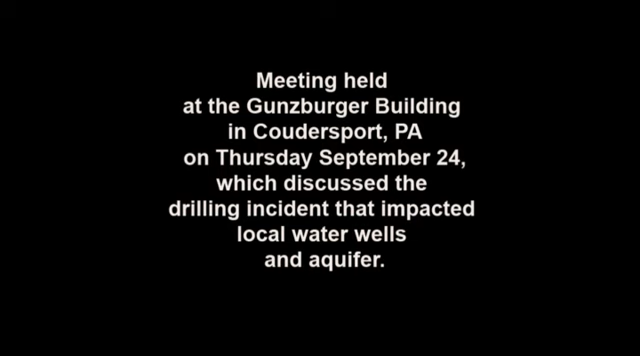 Meeting held
at the Gunzburger Building
in Coudersport, PA
on Thursday September 24,
which discussed the
drilling incident that impacted
local water wells
and aquifer.